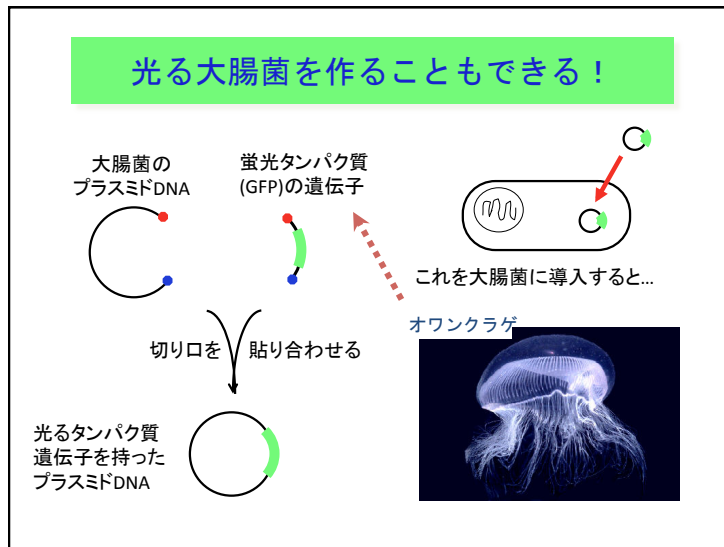 光る大腸菌を作ることもできる！
大腸菌の
プラスミドDNA
蛍光タンパク質
(GFP)の遺伝子
これを大腸菌に導入すると…
オワンクラゲ
切り口を
貼り合わせる
光るタンパク質
遺伝子を持った
プラスミドDNA